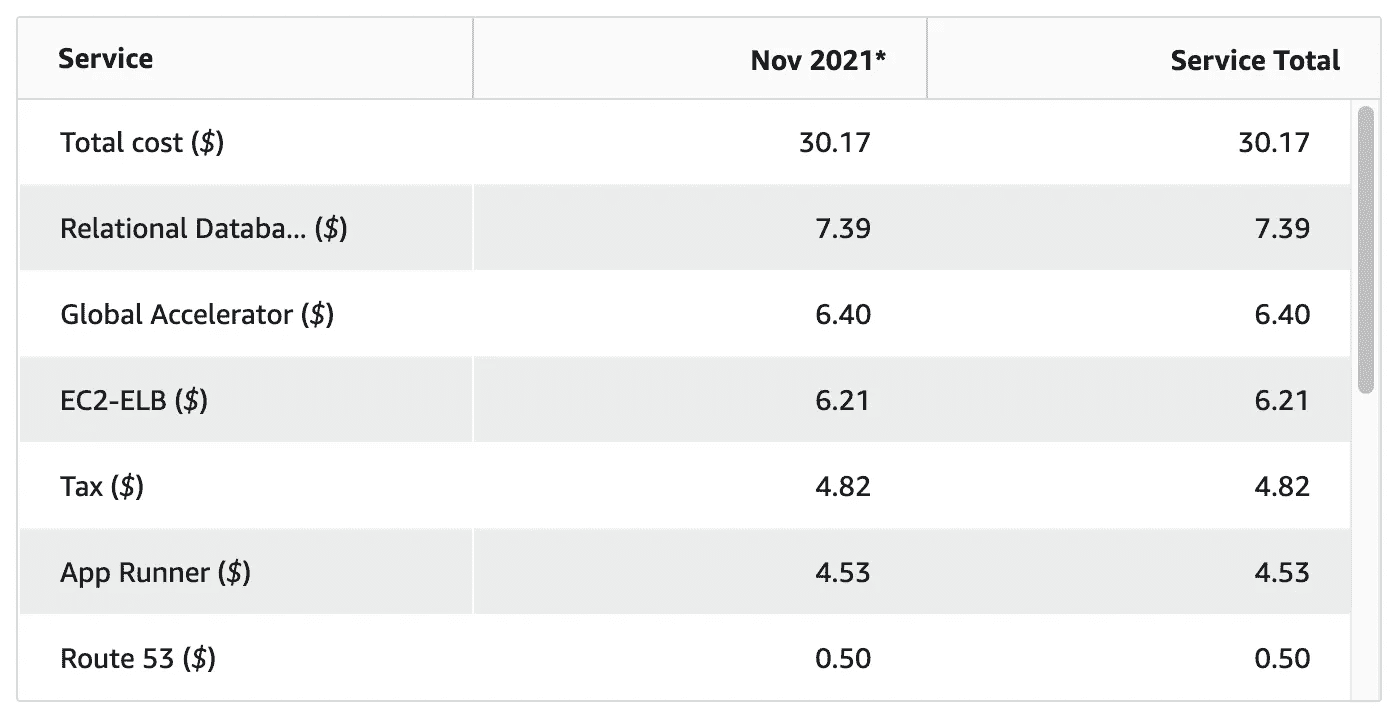 Service Nov 2021* Service Total
Total cost ($) 30.17 30.17
Relational Databa... ($) 7.39 7.39
Global Accelerator ($) 6.40 6.40
EC2-ELB ($) 6.21 6.21
Tax ($) 4.82 4.82
App Runner ($) 4.53 4.53
Route 53 ($) 0.50 0.50